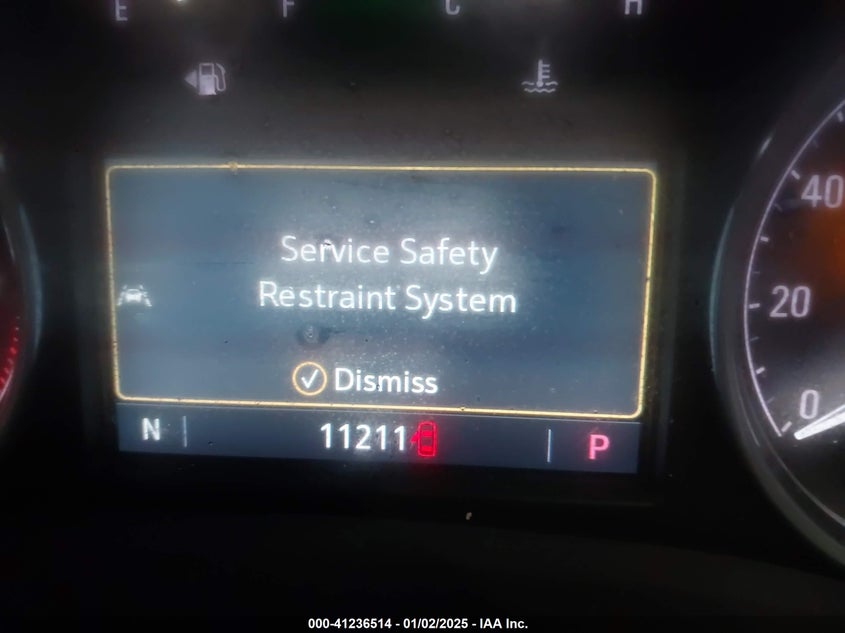 E F C H
40
Service Safety
Restraint System
20
Dismiss
0
N 11211 P
000-41236514 - 01/02/2025 - IAA Inc.